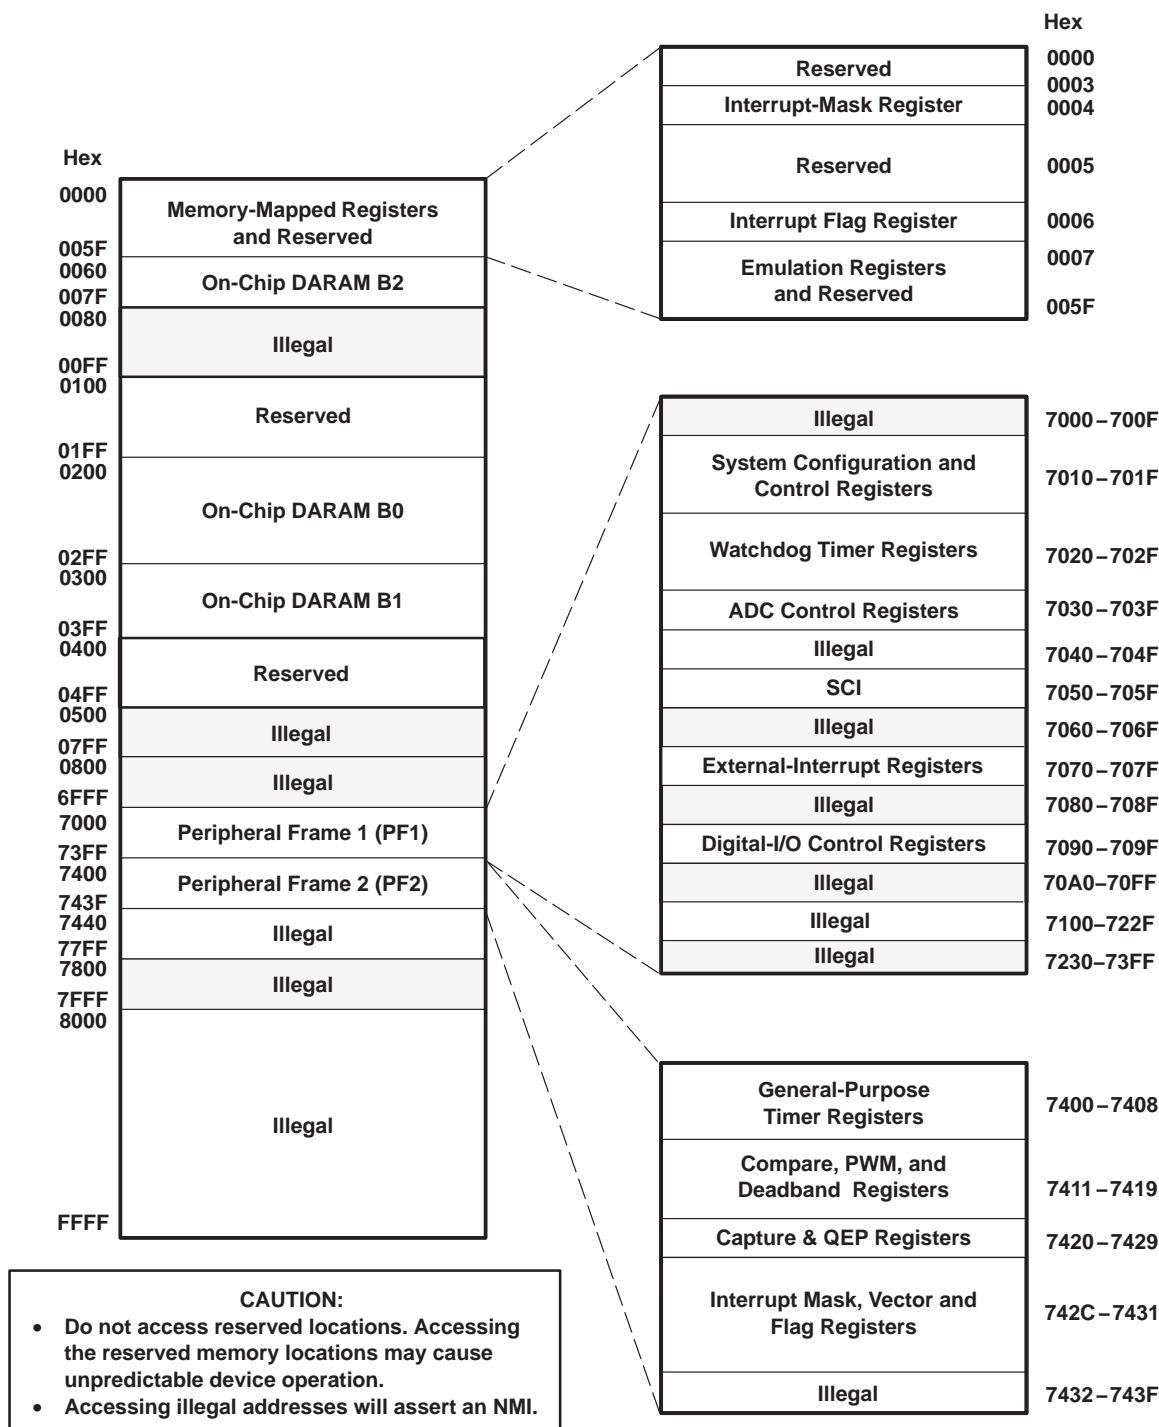 Hex
0000
Memory-Mapped Registers
and Reserved
005F
0060
On-Chip DARAM B2
007F
0080
Illegal
00FF
0100
Reserved
01FF
0200
On-Chip DARAM B0
02FF
0300
On-Chip DARAM B1
03FF
0400
Reserved
04FF
0500
Illegal
07FF
0800
Illegal
6FFF
7000
Peripheral Frame 1 (PF1)
73FF
7400
Peripheral Frame 2 (PF2)
743F
7440
Illegal
77FF
7800
Illegal
7FFF
8000
Illegal
FFFF
Hex
Reserved
0000
0003
Interrupt-Mask Register
0004
Reserved
0005
Interrupt Flag Register
0006
Emulation Registers
and Reserved
0007
005F
Illegal
7000–700F
System Configuration and
Control Registers
7010–701F
Watchdog Timer Registers
7020–702F
ADC Control Registers
7030–703F
Illegal
7040–704F
SCI
7050–705F
Illegal
7060–706F
External-Interrupt Registers
7070–707F
Illegal
7080–708F
Digital-I/O Control Registers
7090–709F
Illegal
70A0–70FF
Illegal
7100–722F
Illegal
7230–73FF
General-Purpose
Timer Registers
7400–7408
Compare, PWM, and
Deadband Registers
7411–7419
Capture & QEP Registers
7420–7429
Interrupt Mask, Vector and
Flag Registers
742C–7431
Illegal
7432–743F
CAUTION:
• Do not access reserved locations. Accessing
the reserved memory locations may cause
unpredictable device operation.
• Accessing illegal addresses will assert an NMI.